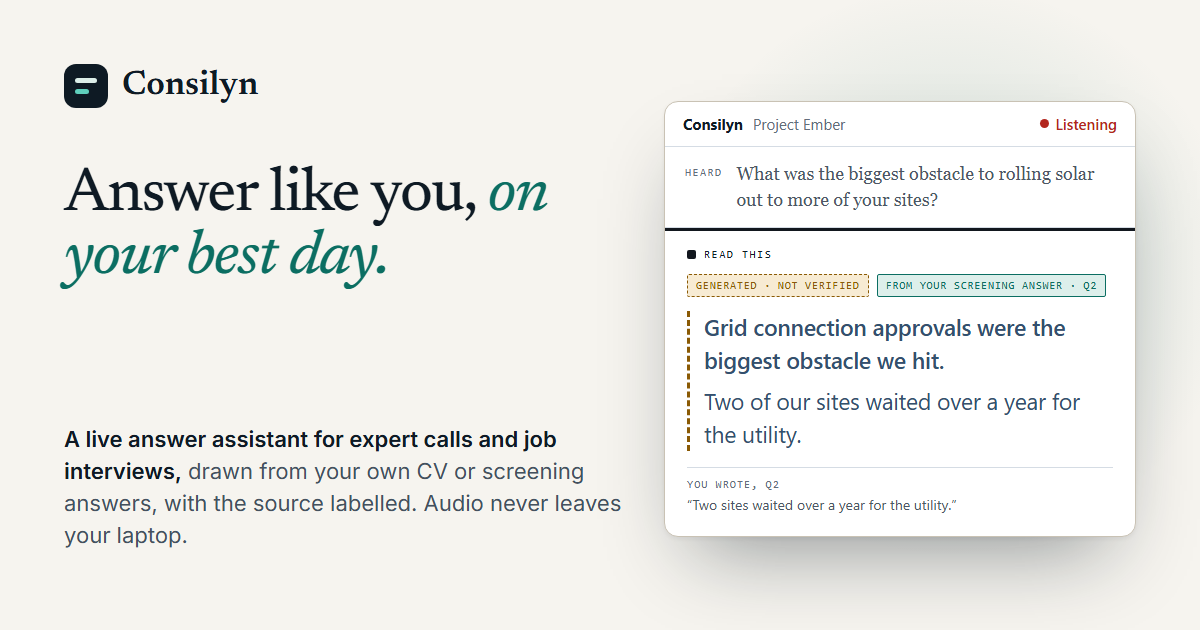 Consilyn
Answer like you, on
your best day.
A live answer assistant for expert calls and job
interviews, drawn from your own CV or screening
answers, with the source labelled. Audio never leaves
your laptop.
Consilyn Project Ember
Listening
HEARD
What was the biggest obstacle to rolling solar
out to more of your sites?
READ THIS
GENERATED · NOT VERIFIED
FROM YOUR SCREENING ANSWER · Q2
Grid connection approvals were the
biggest obstacle we hit.
Two of our sites waited over a year for
the utility.
YOU WROTE, Q2
“Two sites waited over a year for the utility.”